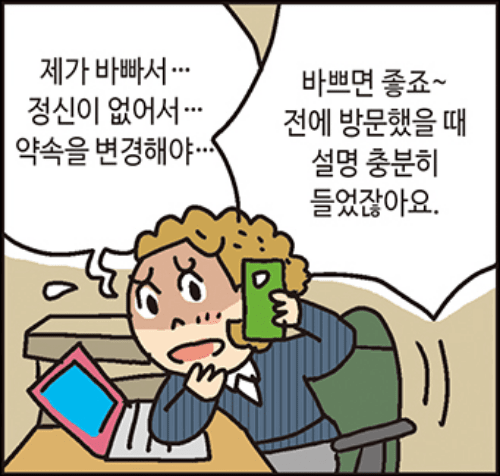 제가 바빠서…
정신이 없어서…
약속을 변경해야…
바쁘면 좋죠~
전에 방문했을 때
설명 충분히
들었잖아요.